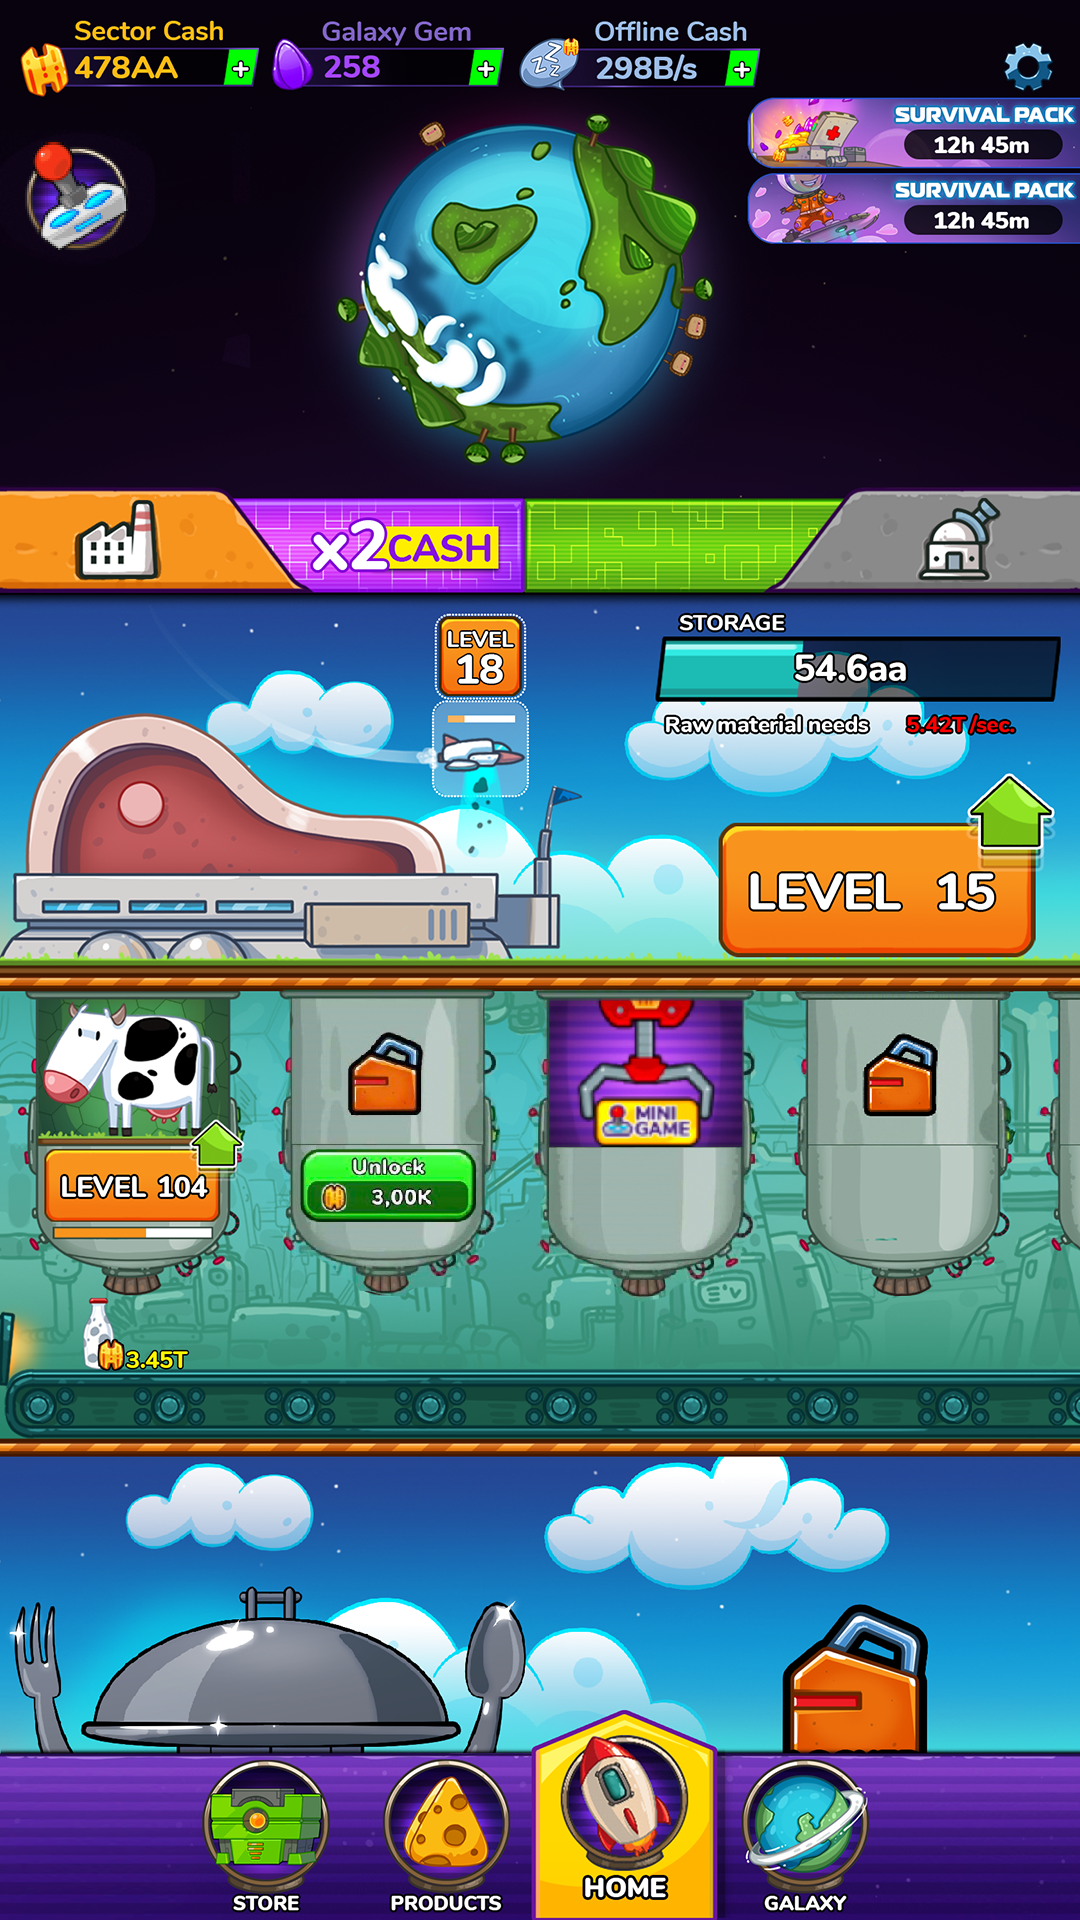 Sector Cash
478AA
Galaxy Gem
258
Offline Cash
298B/s
SURVIVAL PACK
12h 45m
SURVIVAL PACK
12h 45m
x2 CASH
LEVEL
18
STORAGE
54.6aa
Raw material needs 5.42T/sec.
LEVEL 15
LEVEL 104
Unlock
3,00K
MINI
GAME
3.45T
STORE
PRODUCTS
HOME
GALAXY